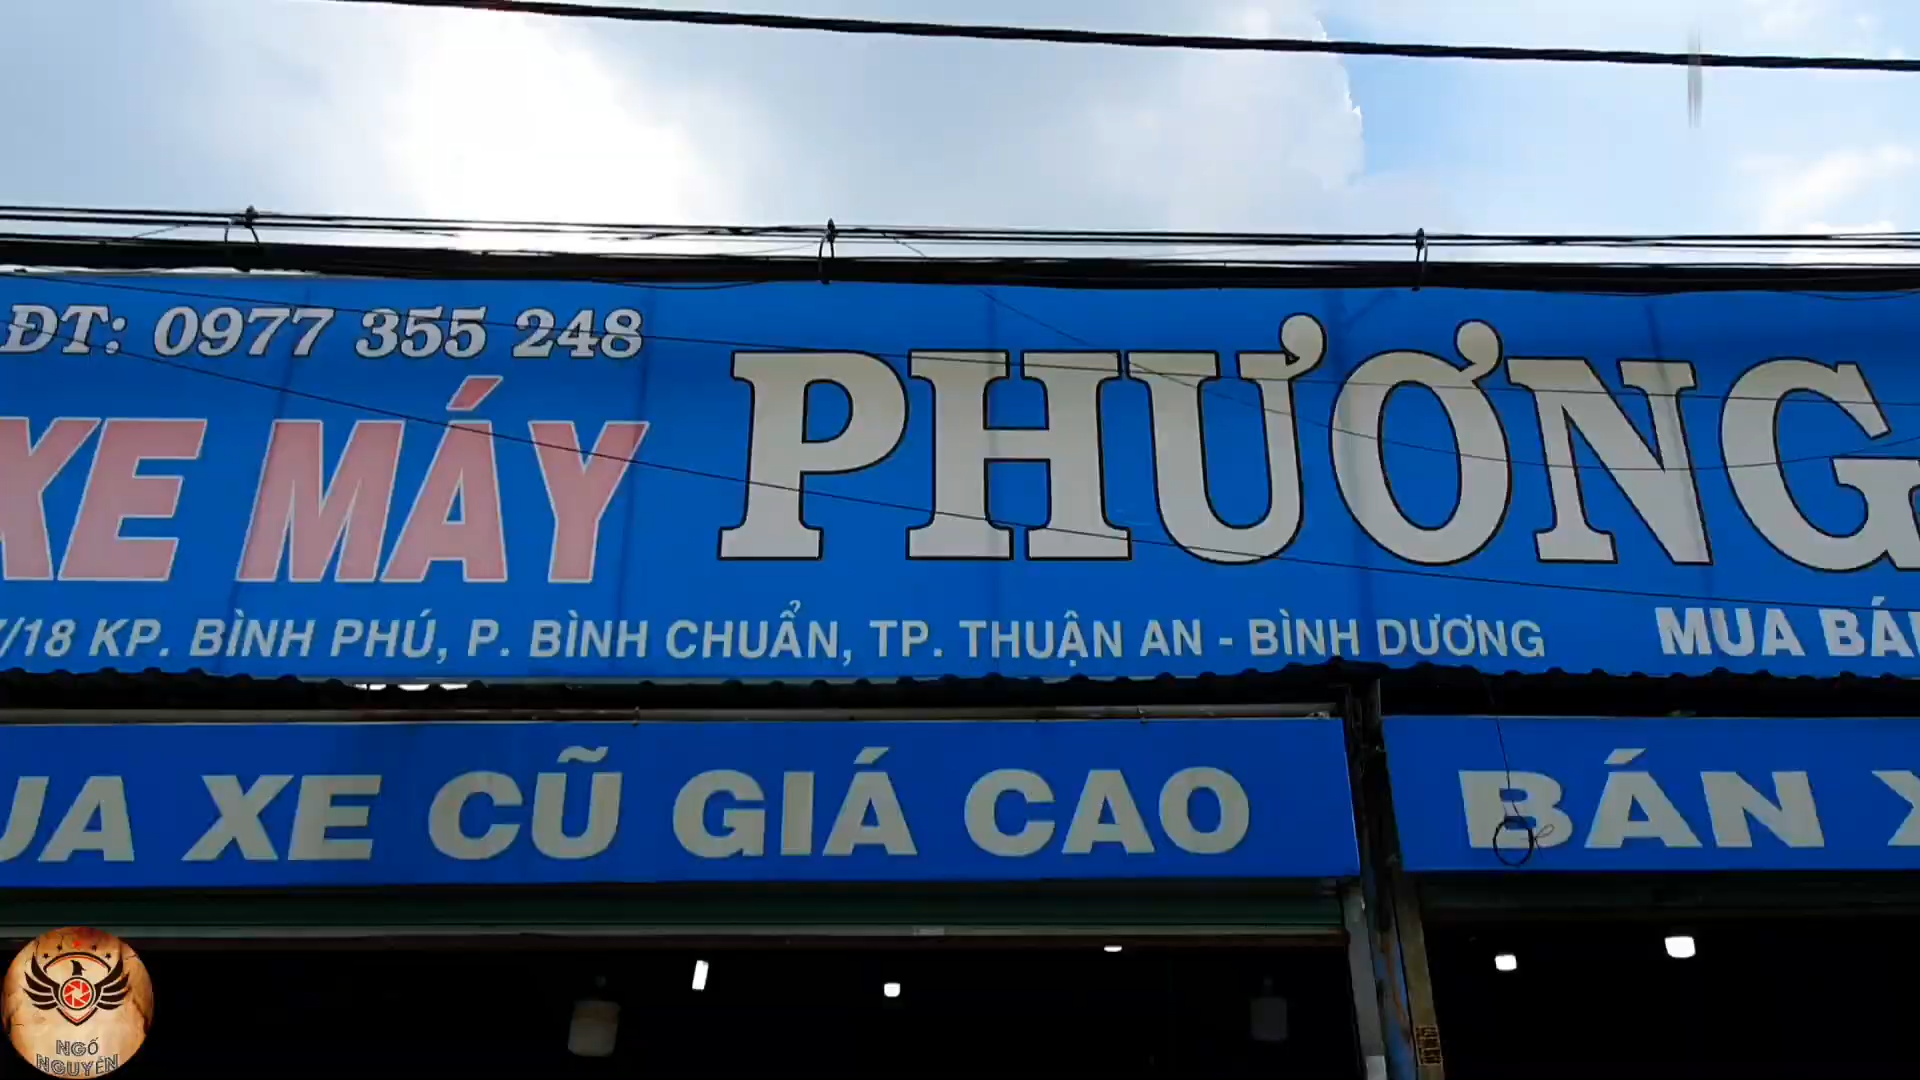 ĐT: 0977 355 248
XE MÁY PHƯƠNG
/18 KP. BÌNH PHÚ, P. BÌNH CHUẨN, TP. THUẬN AN - BÌNH DƯƠNG
MUA BÁ
UA XE CŨ GIÁ CAO
BÁN X
NGỐ
NGUYÊN